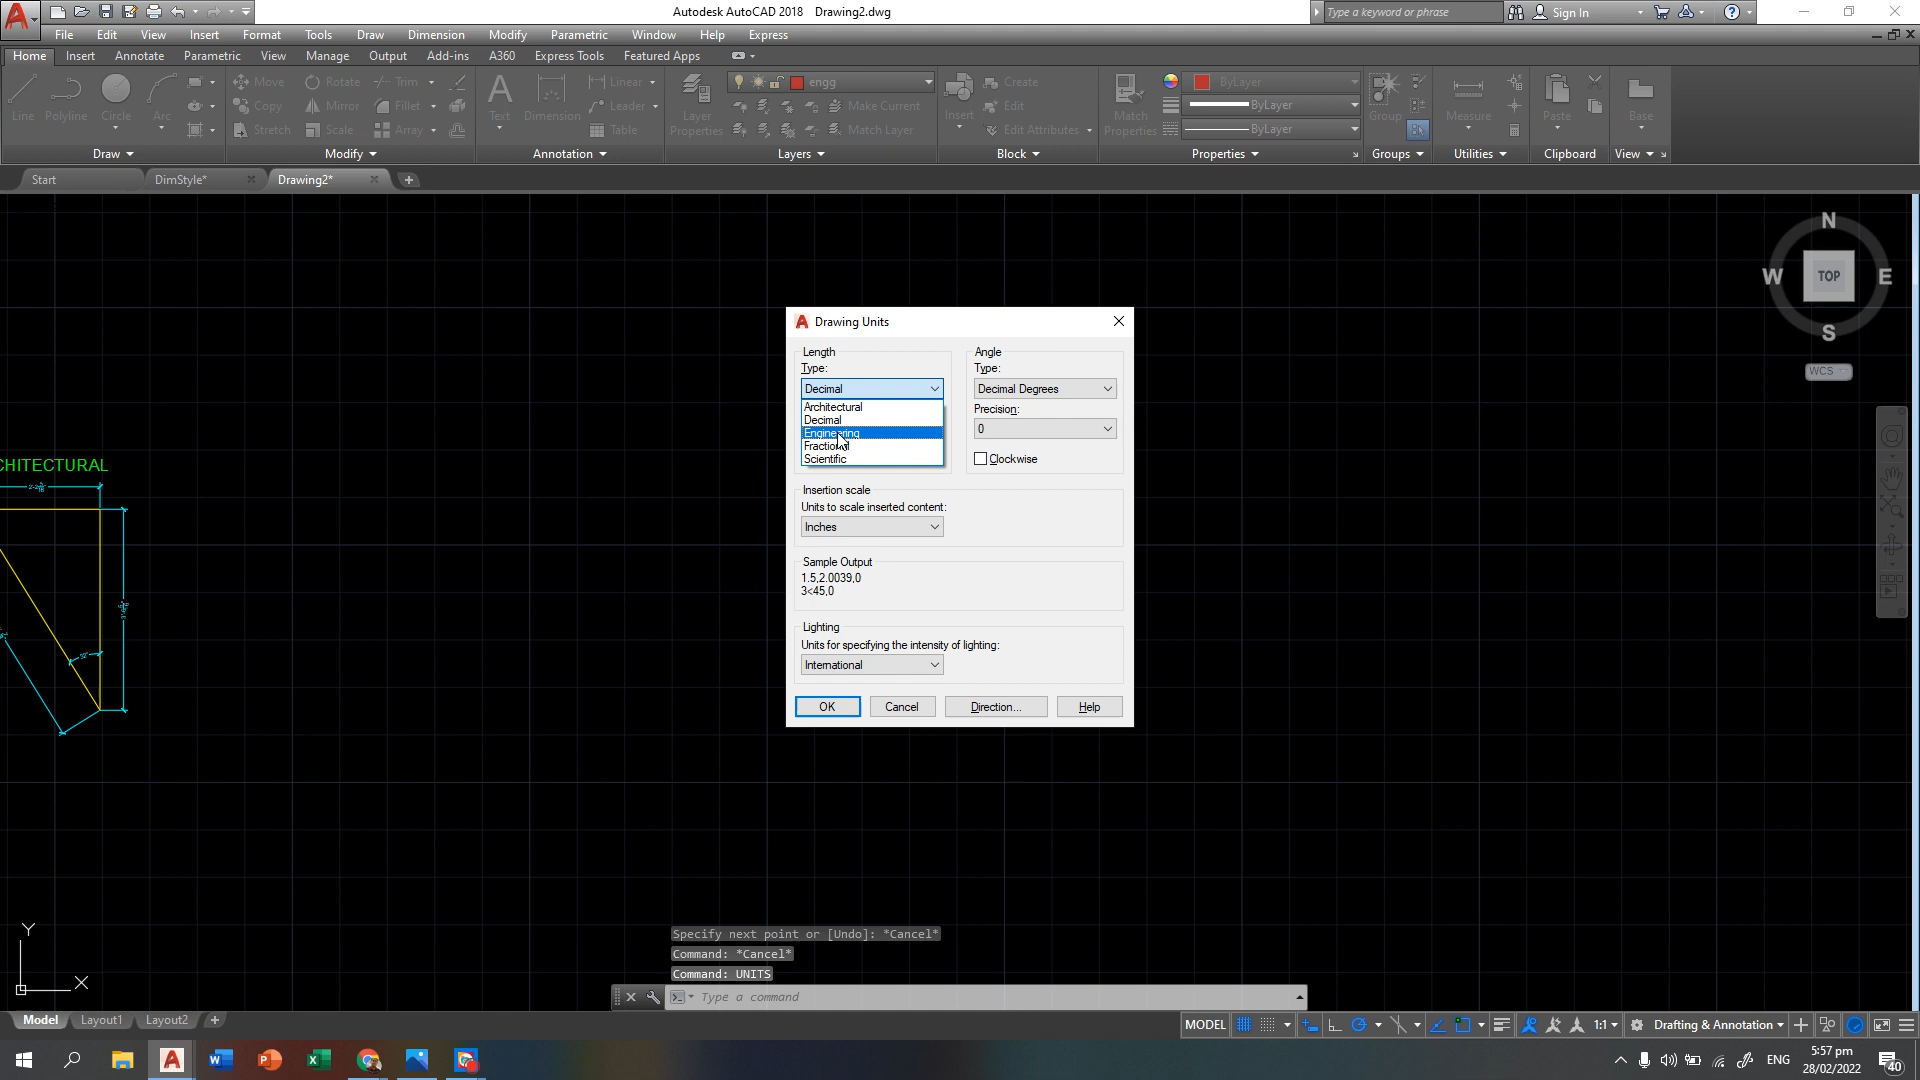 Autodesk AutoCAD 2018 Drawing2.dwg
Type a keyword or phrase
Sign In
File Edit View Insert Format Tools Draw Dimension Modify Parametric Window Help Express
Home Insert Annotate Parametric View Manage Output Add-ins A360 Express Tools Featured Apps
Line Polyline Circle Arc
Move Rotate Trim
Copy Mirror Fillet
Stretch Scale Array
Text Dimension
Linear
Leader
Table
Layer Properties
engg
Make Current
Match Layer
Insert
Create
Edit
Edit Attributes
Match Properties
ByLayer
ByLayer
ByLayer
Group
Measure
Paste
Base
Draw Modify Annotation Layers Block Properties Groups Utilities Clipboard View
Start DimStyle* Drawing2*
N
W TOP E
S
WCS
CHITECTURAL
Drawing Units
Length
Type:
Decimal
Architectural
Decimal
Engineering
Fractional
Scientific
Angle
Type:
Decimal Degrees
Precision:
0
Clockwise
Insertion scale
Units to scale inserted content:
Inches
Sample Output
1.5,2.0039,0
3<45,0
Lighting
Units for specifying the intensity of lighting:
International
OK Cancel Direction... Help
Y
X
Specify next point or [Undo]: *Cancel*
Command: *Cancel*
Command: UNITS
Type a command
Model Layout1 Layout2
MODEL 1:1 Drafting & Annotation
ENG
5:57 pm
28/02/2022
40